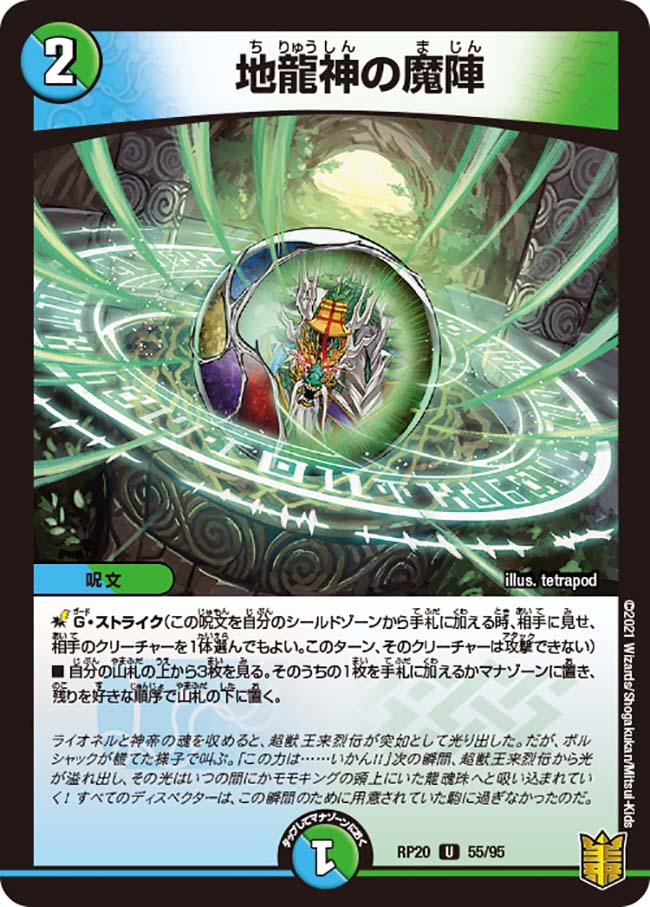 2
地龍神の魔陣
呪文
illus. tetrapod
G・ストライク(この呪文を自分のシールドゾーンから手札に加える時、相手に見せ、
相手のクリーチャーを1体選んでもよい。このターン、そのクリーチャーは攻撃できない)
■自分の山札の上から3枚を見る。そのうちの1枚を手札に加えるかマナゾーンに置き、
残りを好きな順序で山札の下に置く。
ライオネルと神帝の魂を収めると、超獣王来烈伝が突如として光り出した。だが、ボル
シャックが慌てた様子で叫ぶ。「この力は……いかん!!」次の瞬間、超獣王来烈伝から光
が溢れ出し、その光はいつの間にかモモキングの頭上にいた龍魂珠へと吸い込まれてい
く! すべてのディスペクターは、この瞬間のために用意されていた駒に過ぎなかったのだ。
タップしてマナゾーンにおく
1
RP20 U 55/95
©2021 Wizards/Shogakukan/Mitsui-Kids